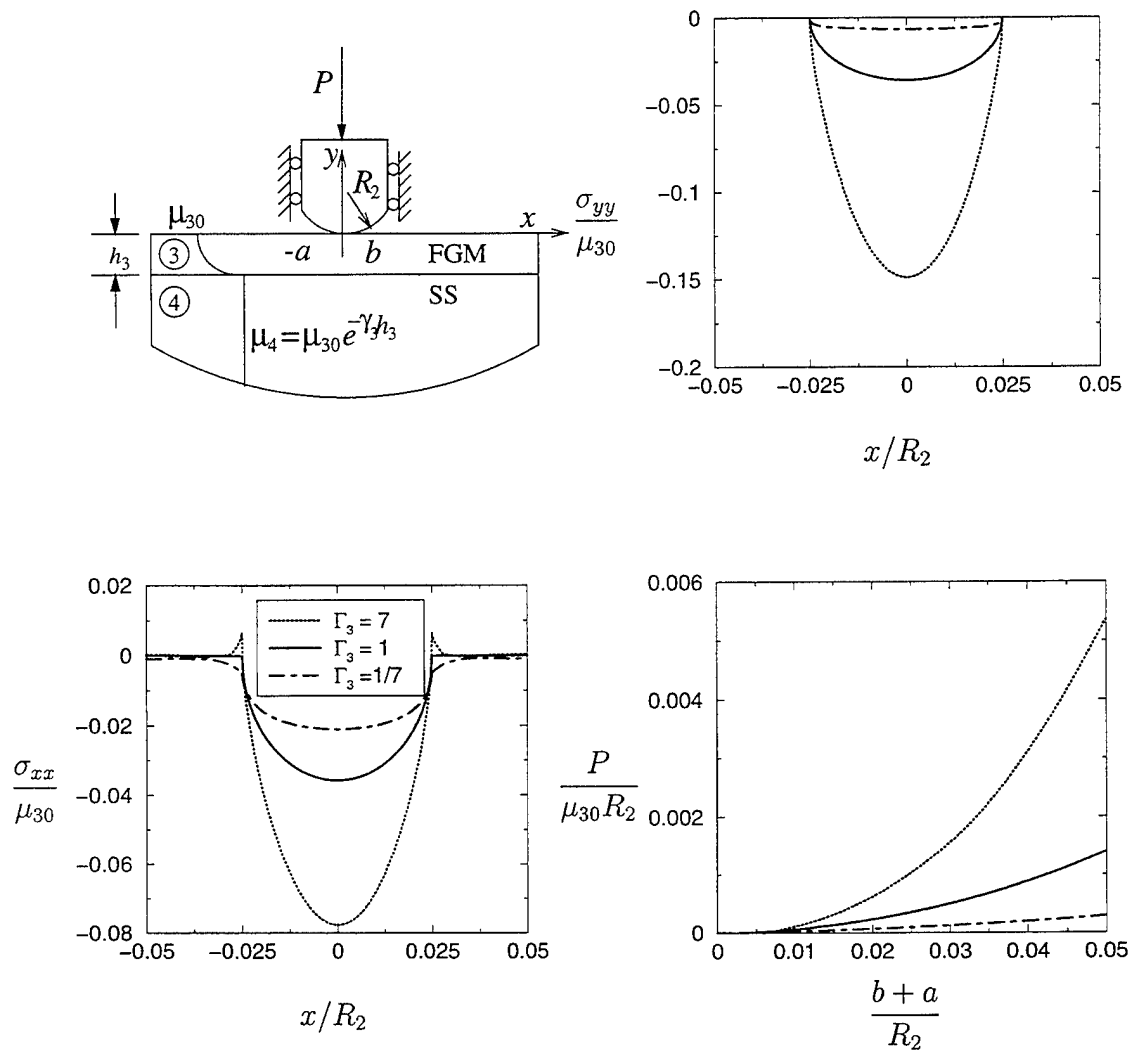 P
y
R₂
μ₃₀
x
h₃
③
-a
b
FGM
④
SS
μ₄=μ₃₀e^{-γ₃h₃}
σ_yy/μ₃₀
0
−0.05
−0.1
−0.15
−0.2
−0.05 −0.025 0 0.025 0.05
x/R₂
σ_xx/μ₃₀
0.02
0
−0.02
−0.04
−0.06
−0.08
Γ₃ = 7
Γ₃ = 1
Γ₃ =1/7
−0.05 −0.025 0 0.025 0.05
x/R₂
P/μ₃₀R₂
0.006
0.004
0.002
0
0 0.01 0.02 0.03 0.04 0.05
b + a/R₂